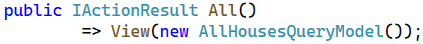 public IActionResult All()
=> View(new AllHousesQueryModel());